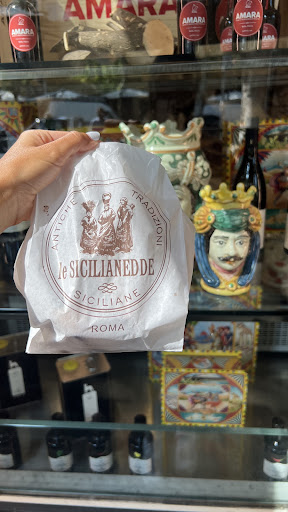 AMARA
AMARA
AMARA
ANTICHE TRADIZIONI
le SICILIANEDDE
SICILIANE
ROMA
AMARA